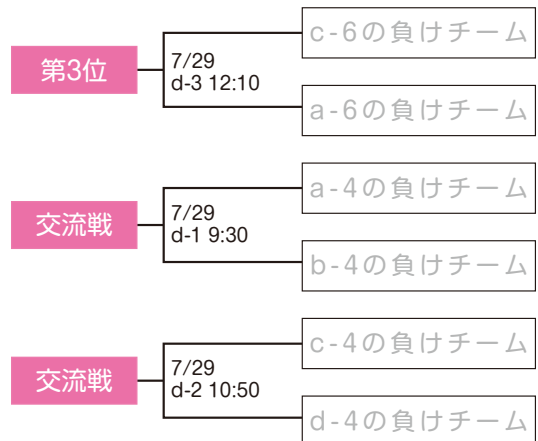 c-6の負けチーム
第3位
7/29
d-3 12:10
a-6の負けチーム
a-4の負けチーム
交流戦
7/29
d-1 9:30
b-4の負けチーム
c-4の負けチーム
交流戦
7/29
d-2 10:50
d-4の負けチーム